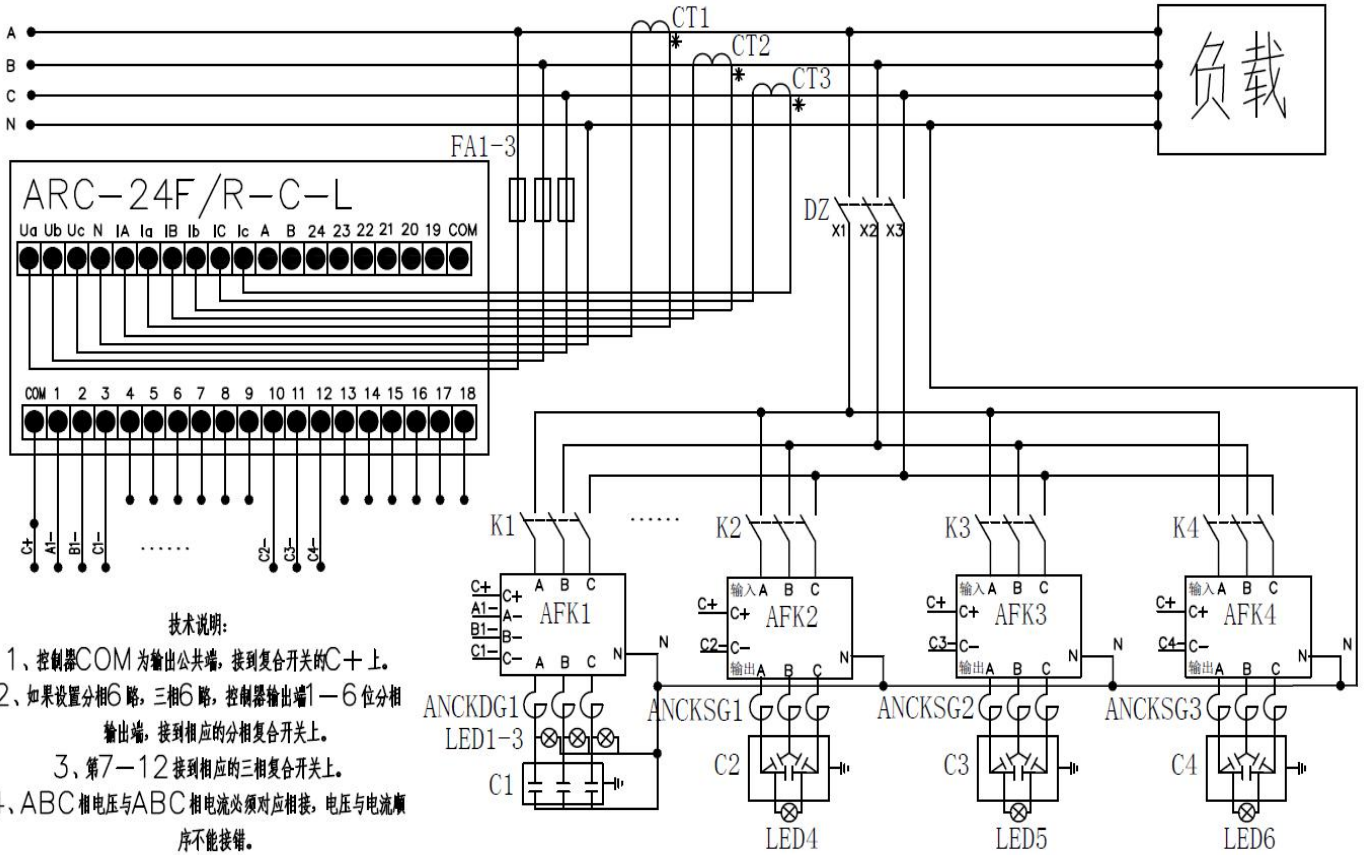 A
B
C
N
CT1
CT2
CT3
负载
FA1-3
ARC-24F/R-C-L
Ua Ub Uc N IA Ia IB Ib IC Ic A B 24 23 22 21 20 19 COM
DZ
X1 X2 X3
COM 1 2 3 4 5 6 7 8 9 10 11 12 13 14 15 16 17 18
C+ A1- B1- C1- …… C2- C3- C4-
K1 …… K2 K3 K4
A B C
C+ C+
A1- A-
B1- B-
C1- C-
AFK1
A B C
N N
输入 A B C
C+ C+
AFK2
C2- C-
输出 A B C
N
输入 A B C
C+ C+
AFK3
C3- C-
输出 A B C
N N
输入 A B C
C+ C+
AFK4
C4- C-
输出 A B C
N N
ANCKDG1
ANCKSG1
ANCKSG2
ANCKSG3
LED1-3
C1
C2
C3
C4
LED4
LED5
LED6
技术说明:
1、控制器COM为输出公共端,接到复合开关的C+上。
2、如果设置分相6路,三相6路,控制器输出端1-6位分相
输出端,接到相应的分相复合开关上。
3、第7-12接到相应的三相复合开关上。
、ABC相电压与ABC相电流必须对应相接,电压与电流顺
序不能接错。